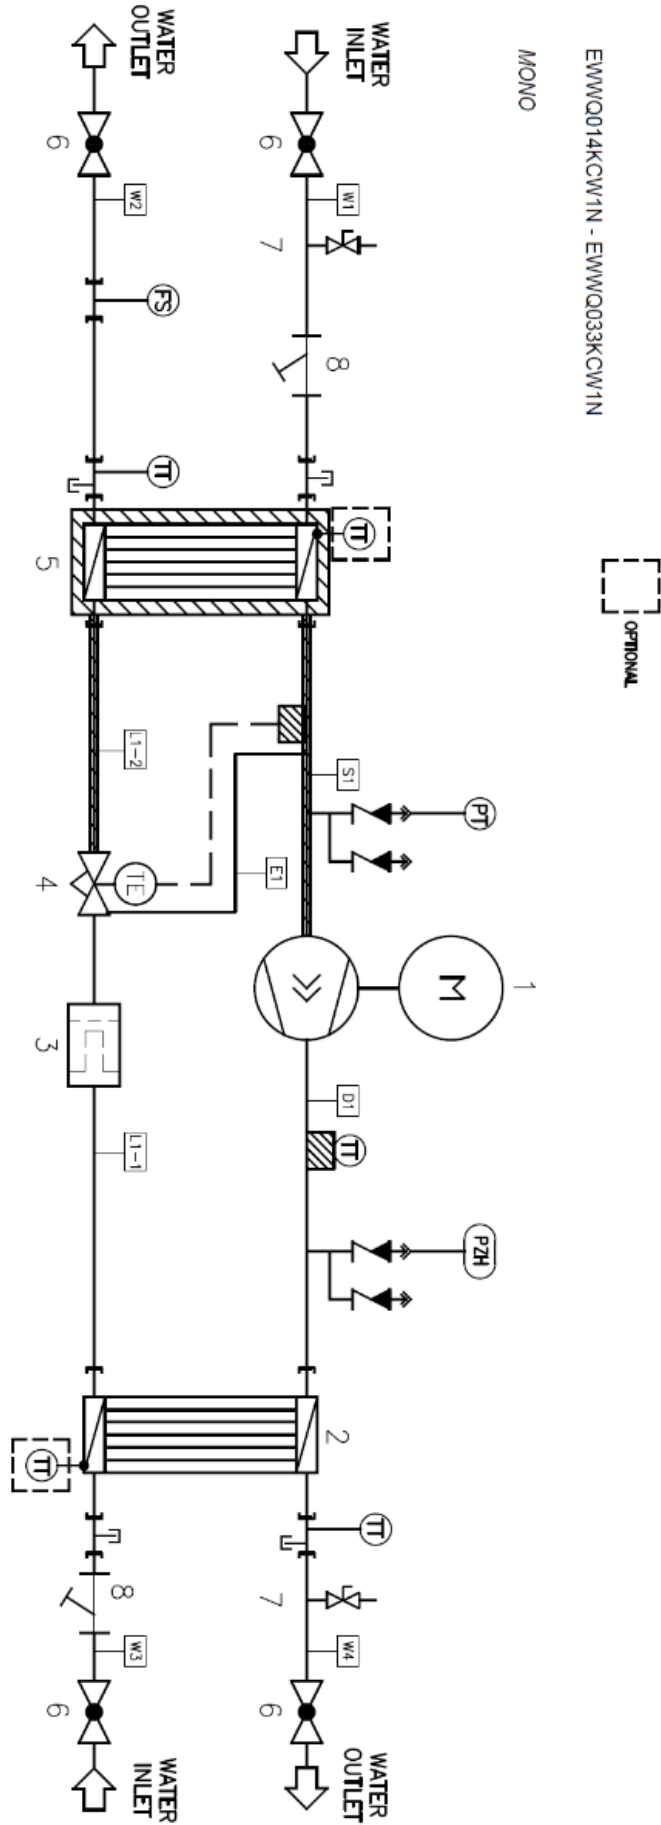 EWWQ014KCW1N - EWWQ033KCW1N
OPTIONAL
MONO
1
PT
PZH
M
WATER
INLET
TT
TT
WATER
OUTLET
W1
8
S1
D1
TT
2
W4
6
7
E1
7
6
WATER
OUTLET
W2
FS
TT
L1-2
TE
L1-1
8
W3
WATER
INLET
6
5
4
3
TT
6